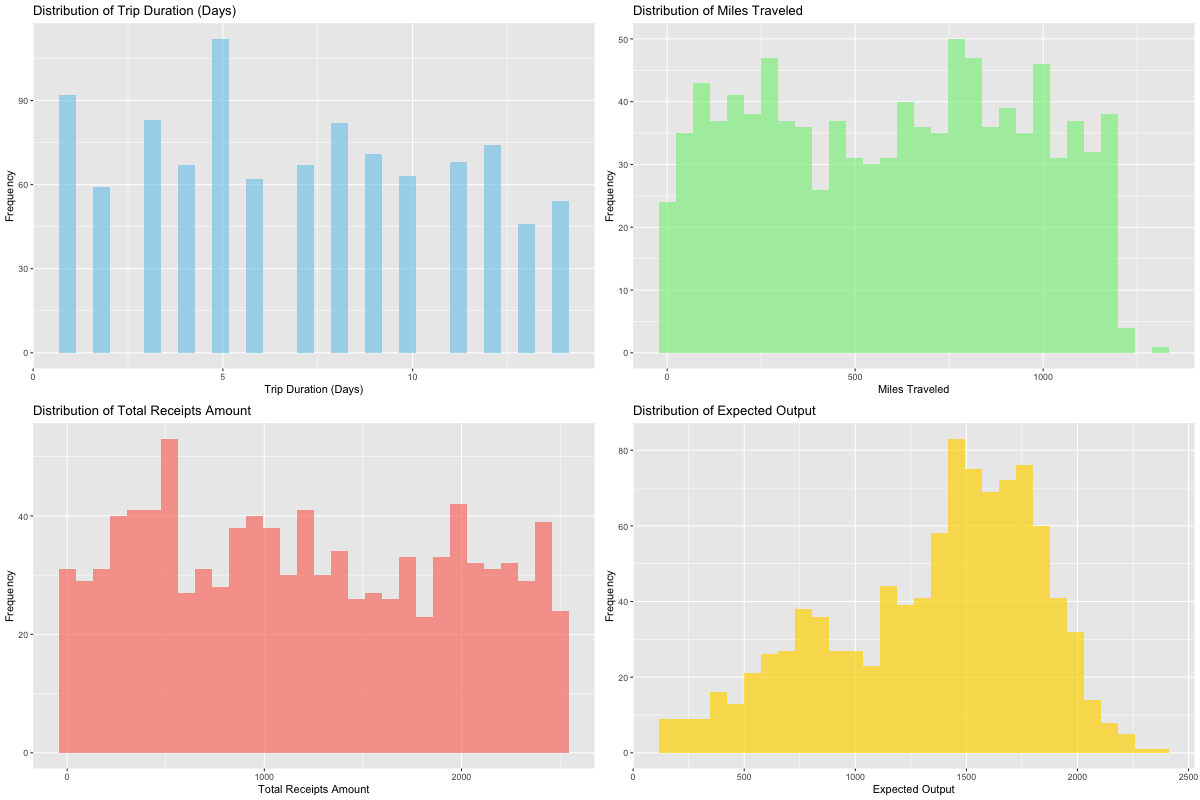 Distribution of Trip Duration (Days)
90
60
30
0
Frequency
0 5 10
Trip Duration (Days)
Distribution of Miles Traveled
50
40
30
20
10
0
Frequency
0 500 1000
Miles Traveled
Distribution of Total Receipts Amount
40
20
0
Frequency
0 1000 2000
Total Receipts Amount
Distribution of Expected Output
80
60
40
20
0
Frequency
0 500 1000 1500 2000 2500
Expected Output